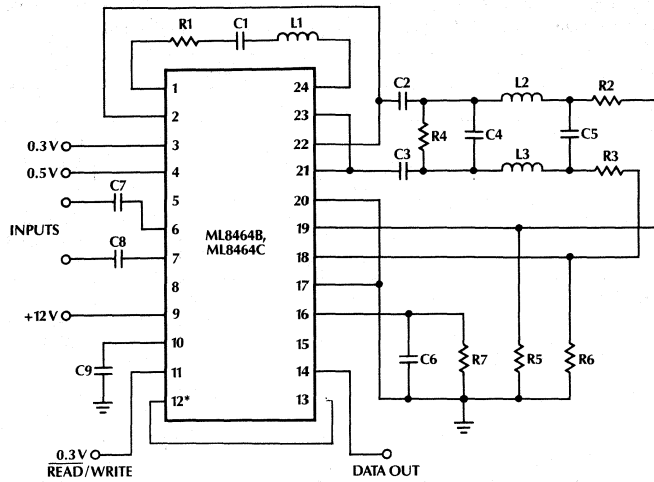 R1 C1 L1
1 24
2 23
3 22
4 21
5 20
6 19
7 18
8 17
9 16
10 15
11 14
12* 13
ML8464B,
ML8464C
0.3 V
0.5 V
C7
INPUTS
C8
+12 V
C9
0.3 V
READ/WRITE
DATA OUT
C2 L2 R2
R4 C4 C5
C3 L3 R3
C6 R7 R5 R6